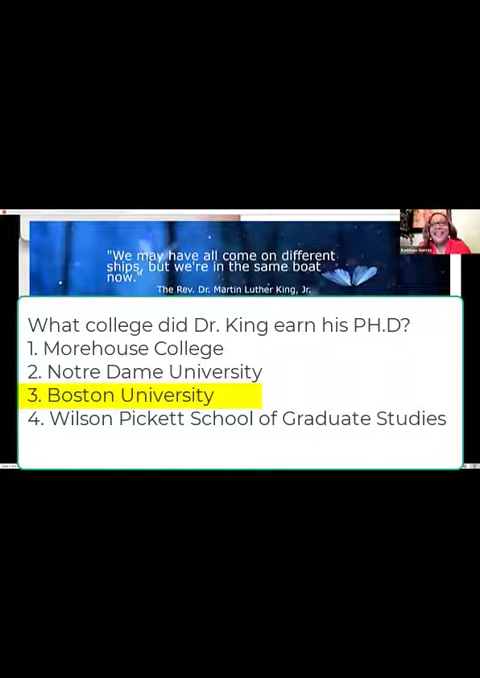 "We may have all come on different
ships, but we're in the same boat
now."
The Rev. Dr. Martin Luther King, Jr.
What college did Dr. King earn his PH.D?
1. Morehouse College
2. Notre Dame University
3. Boston University
4. Wilson Pickett School of Graduate Studies